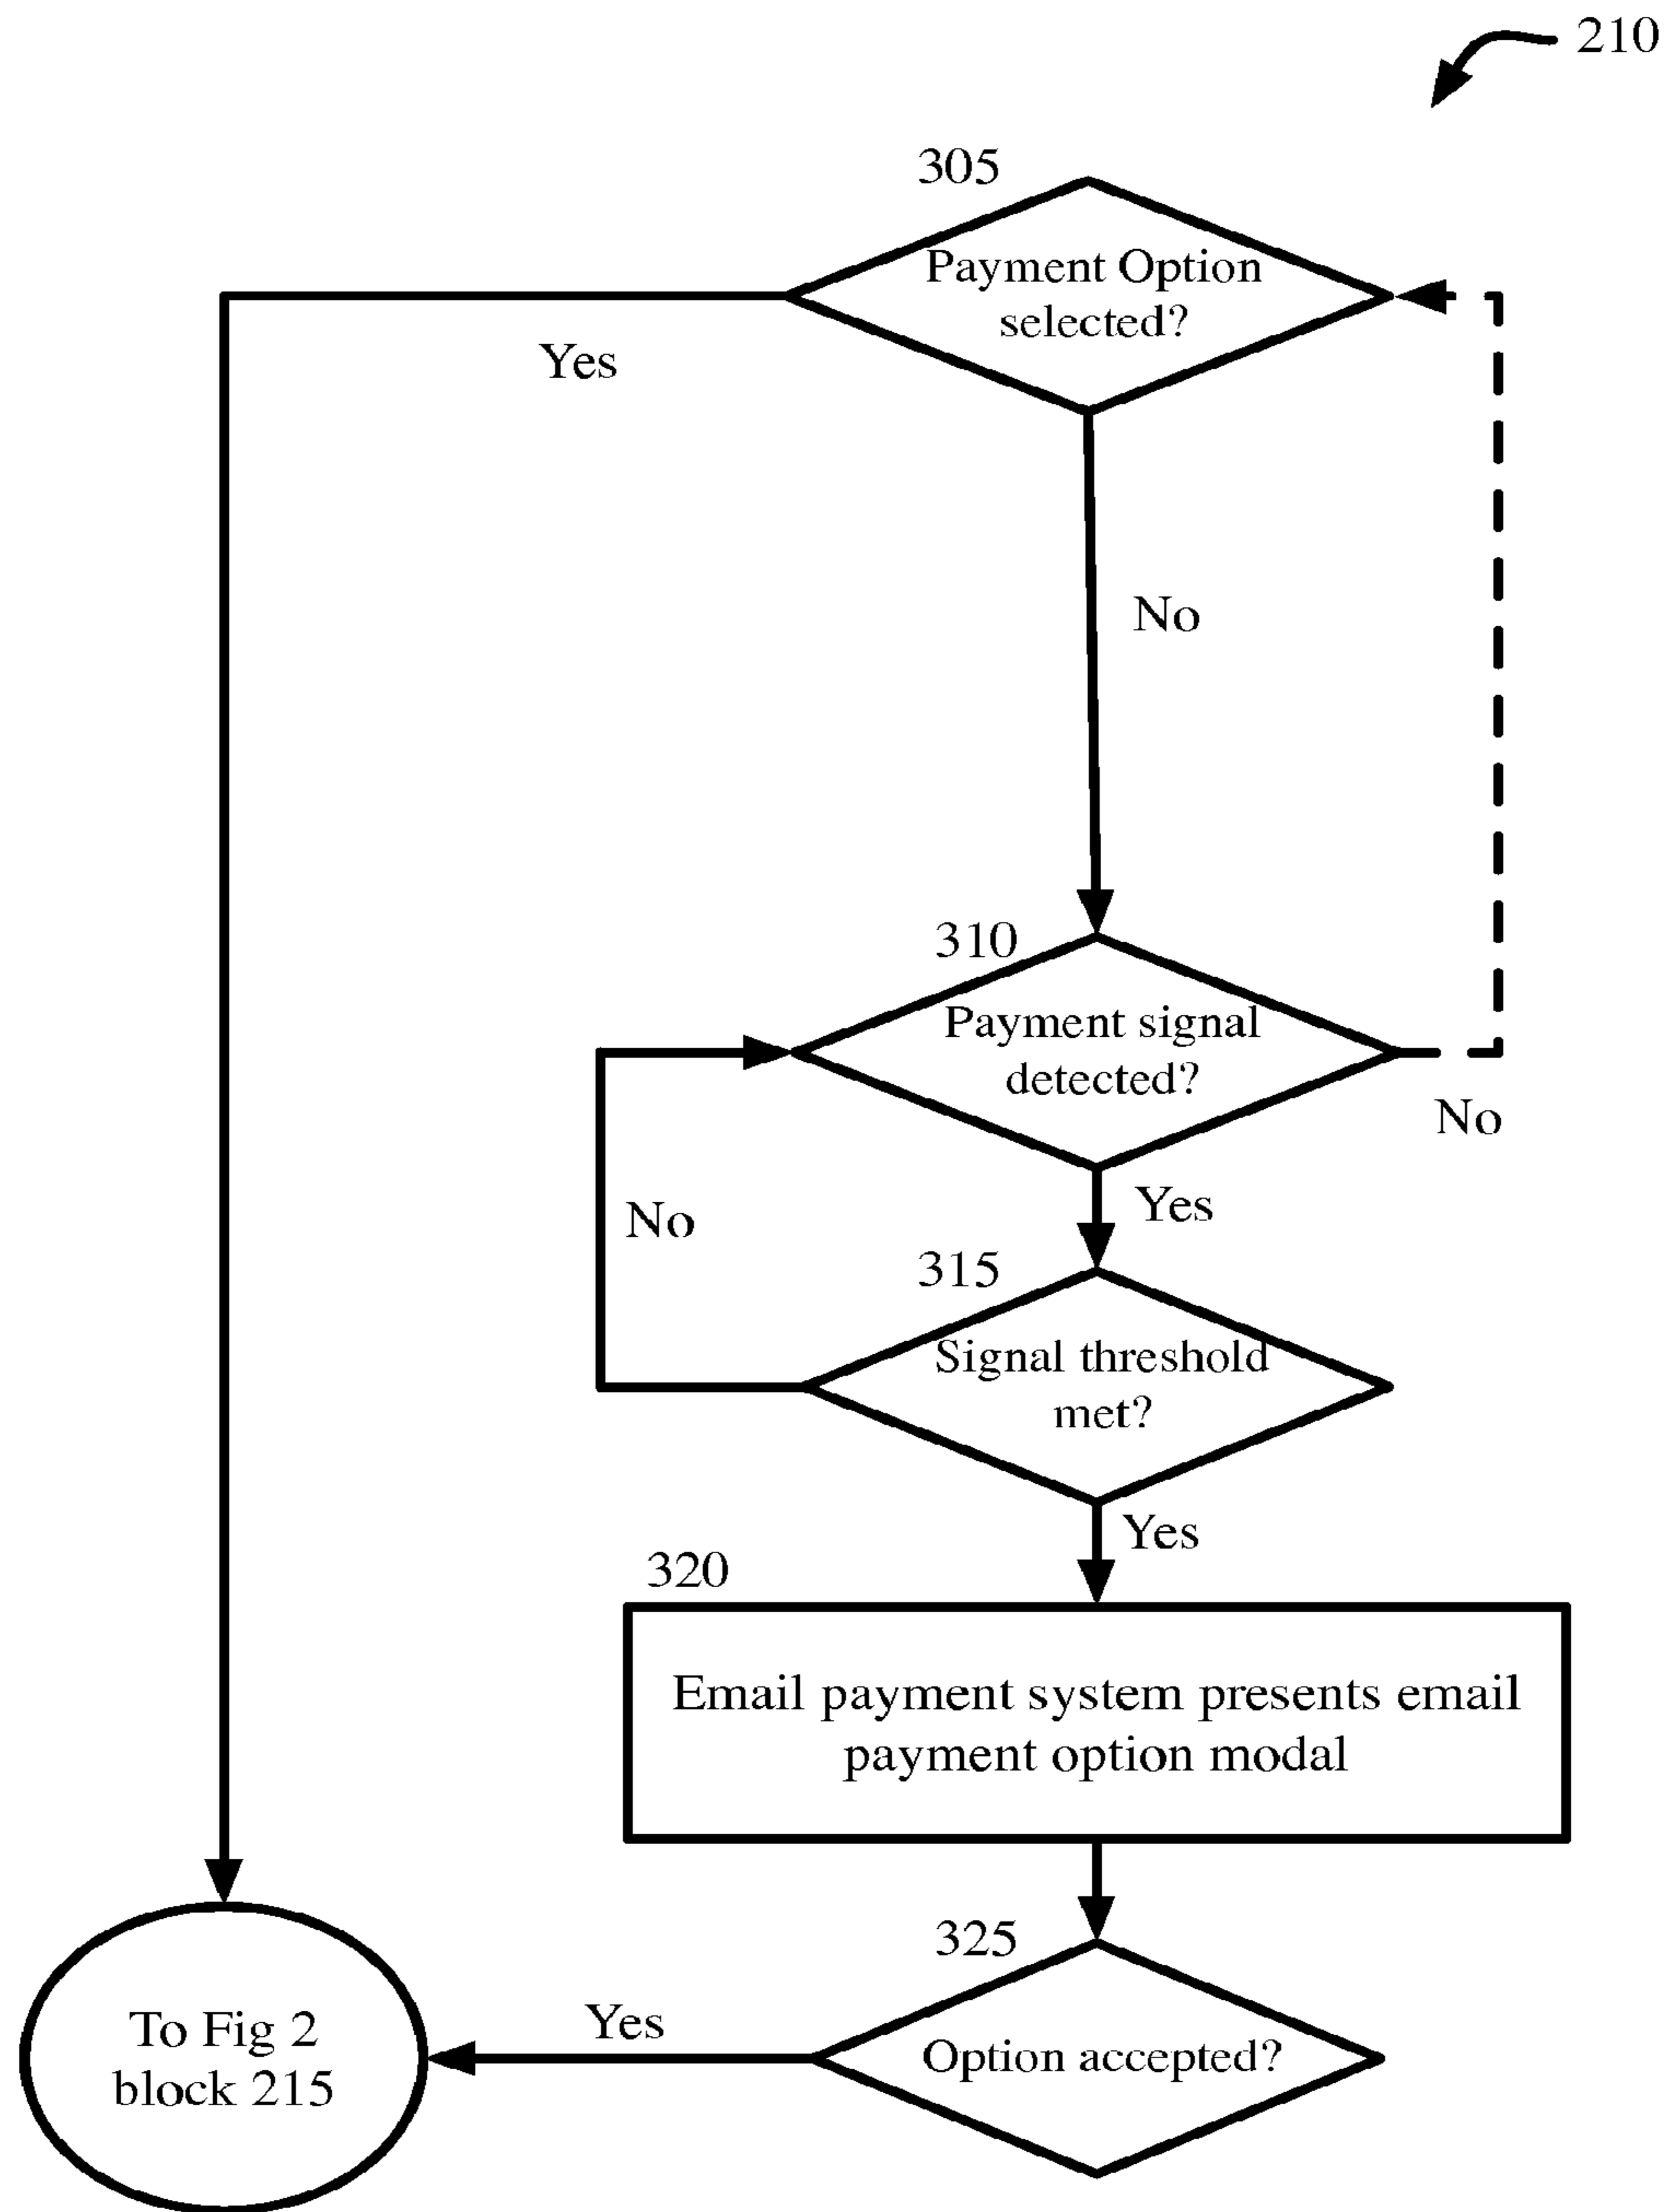 210
305
Payment Option
selected?
Yes
No
310
Payment signal
detected?
No
Yes
No
315
Signal threshold
met?
Yes
320
Email payment system presents email
payment option modal
325
Option accepted?
Yes
To Fig 2
block 215